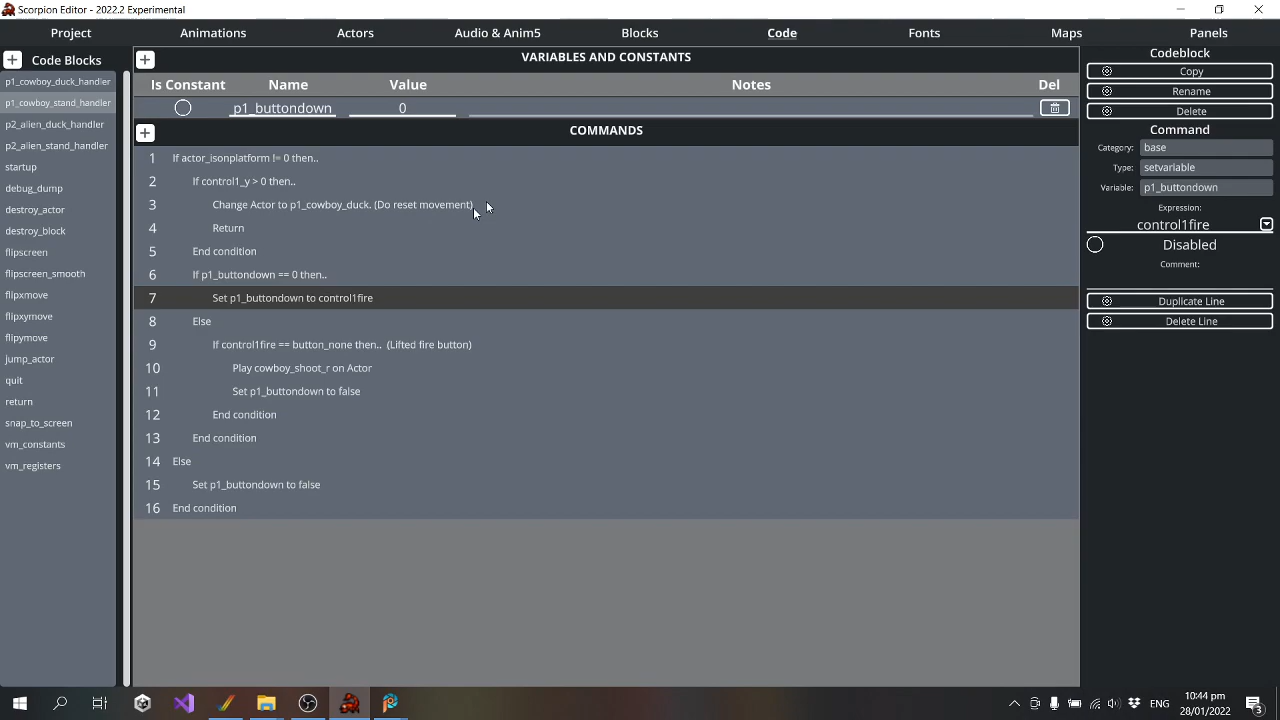 Scorpion Editor - 2022.2 Experimental
Project Animations Actors Audio & Anim5 Blocks Code Fonts Maps Panels
Code Blocks
p1_cowboy_duck_handler
p1_cowboy_stand_handler
p2_alien_duck_handler
p2_alien_stand_handler
startup
debug_dump
destroy_actor
destroy_block
flipscreen
flipscreen_smooth
flipxmove
flipxymove
flipymove
jump_actor
quit
return
snap_to_screen
vm_constants
vm_registers
VARIABLES AND CONSTANTS
Is Constant Name Value Notes Del
p1_buttondown 0
COMMANDS
1 If actor_isonplatform != 0 then..
2 If control1_y > 0 then..
3 Change Actor to p1_cowboy_duck. (Do reset movement)
4 Return
5 End condition
6 If p1_buttondown == 0 then..
7 Set p1_buttondown to control1fire
8 Else
9 If control1fire == button_none then.. (Lifted fire button)
10 Play cowboy_shoot_r on Actor
11 Set p1_buttondown to false
12 End condition
13 End condition
14 Else
15 Set p1_buttondown to false
16 End condition
Codeblock
Copy
Rename
Delete
Command
Category: base
Type: setvariable
Variable: p1_buttondown
Expression:
control1fire
Disabled
Comment:
Duplicate Line
Delete Line
ENG
10:44 pm
28/01/2022
3